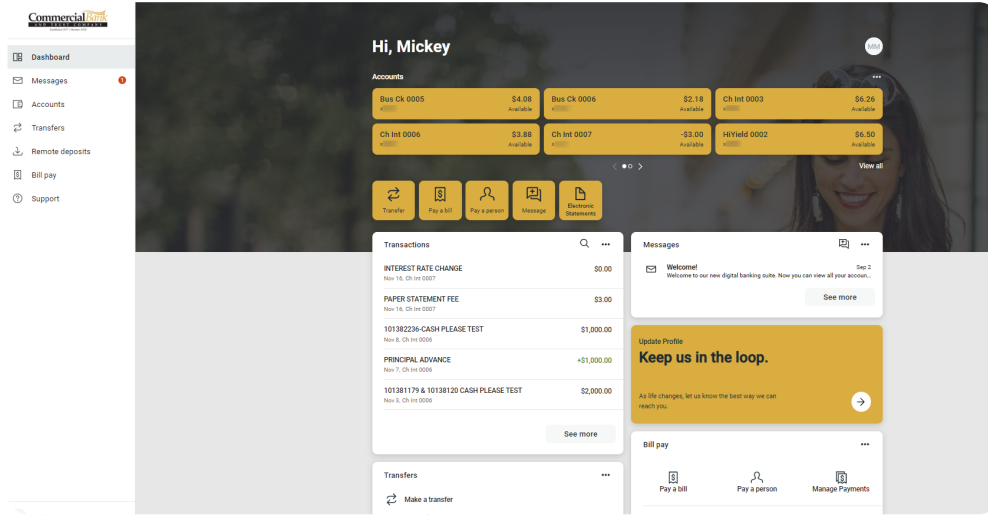 CommercialBank
AND TRUST COMPANY
Dashboard
Messages 1
Accounts
Transfers
Remote deposits
Bill pay
Support
Hi, Mickey
MM
Accounts
Bus Ck 0005 $4.08
x Available
Bus Ck 0006 $2.18
x Available
Ch Int 0003 $6.26
x Available
Ch Int 0006 $3.88
x Available
Ch Int 0007 -$3.00
x Available
HiYield 0002 $6.50
x Available
View all
Transfer
Pay a bill
Pay a person
Message
Electronic
Statements
Transactions
INTEREST RATE CHANGE $0.00
Nov 16, Ch Int 0007
PAPER STATEMENT FEE $3.00
Nov 16, Ch Int 0007
101382236-CASH PLEASE TEST $1,000.00
Nov 8, Ch Int 0006
PRINCIPAL ADVANCE +$1,000.00
Nov 7, Ch Int 0006
101381179 & 10138120 CASH PLEASE TEST $2,000.00
Nov 3, Ch Int 0006
See more
Transfers
Make a transfer
Messages
Welcome! Sep 2
Welcome to our new digital banking suite. Now you can view all your accoun...
See more
Update Profile
Keep us in the loop.
As life changes, let us know the best way we can
reach you.
Bill pay
Pay a bill
Pay a person
Manage Payments